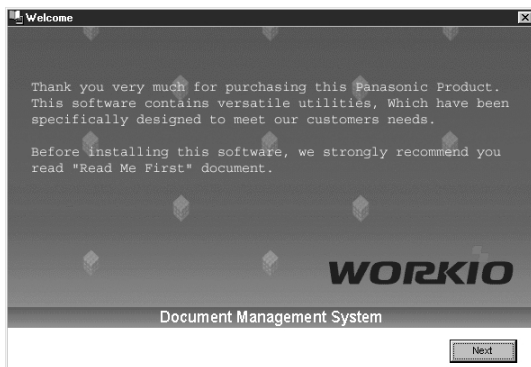 Welcome
Thank you very much for purchasing this Panasonic Product.
This software contains versatile utilities, Which have been
specifically designed to meet our customers needs.
Before installing this software, we strongly recommend you
read "Read Me First" document.
WORKIO
Document Management System
Next